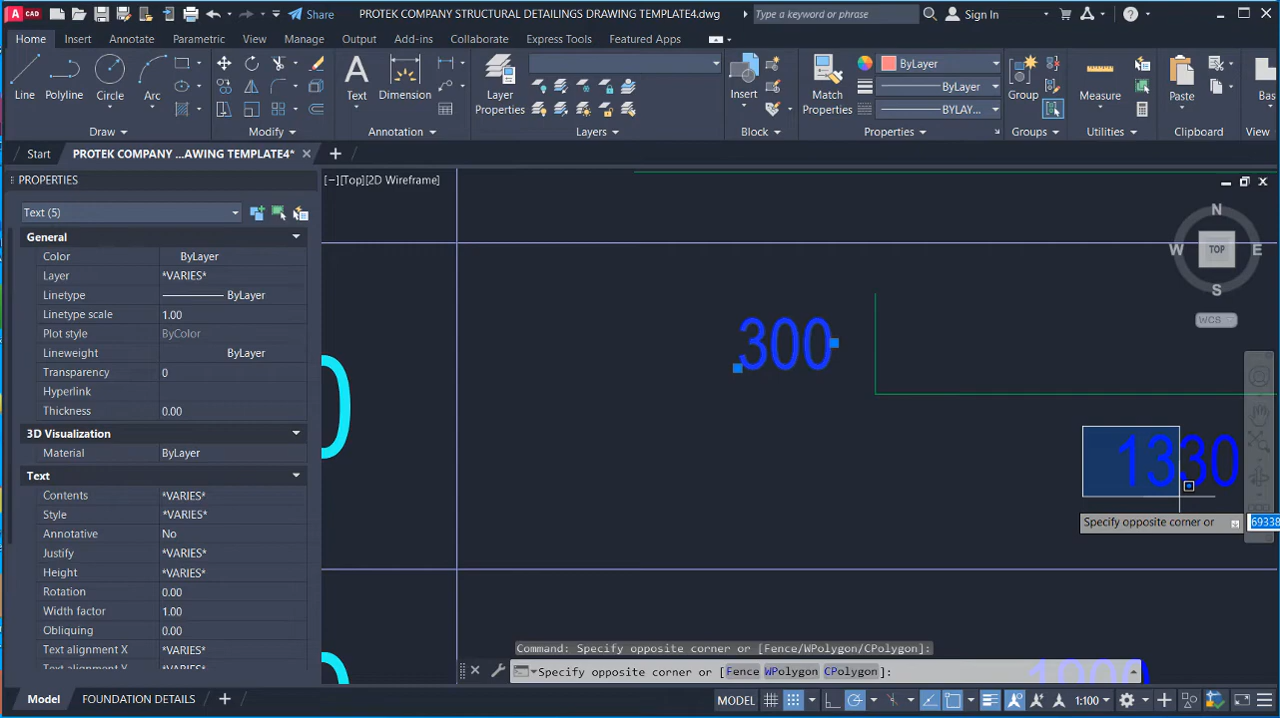 A CAD
Share
PROTEK COMPANY STRUCTURAL DETAILINGS DRAWING TEMPLATE4.dwg
Type a keyword or phrase
Sign In
Home
Insert
Annotate
Parametric
View
Manage
Output
Add-ins
Collaborate
Express Tools
Featured Apps
Line
Polyline
Circle
Arc
Text
Dimension
Layer Properties
Insert
Match Properties
ByLayer
ByLayer
BYLAY...
Group
Measure
Paste
Bas
Draw
Modify
Annotation
Layers
Block
Properties
Groups
Utilities
Clipboard
View
Start
PROTEK COMPANY ...AWING TEMPLATE4*
PROPERTIES
[−][Top][2D Wireframe]
Text (5)
General
Color ByLayer
Layer *VARIES*
Linetype ByLayer
Linetype scale 1.00
Plot style ByColor
Lineweight ByLayer
Transparency 0
Hyperlink
Thickness 0.00
3D Visualization
Material ByLayer
Text
Contents *VARIES*
Style *VARIES*
Annotative No
Justify *VARIES*
Height *VARIES*
Rotation 0.00
Width factor 1.00
Obliquing 0.00
Text alignment X *VARIES*
Text alignment Y *VARIES*
N
W TOP E
S
WCS
300
1330
Specify opposite corner or
69338
Command: Specify opposite corner or [Fence/WPolygon/CPolygon]:
Specify opposite corner or [Fence WPolygon CPolygon]:
Model
FOUNDATION DETAILS
MODEL
1:100